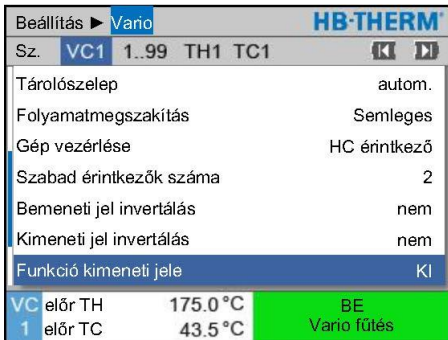 Beállítás ► Vario HB-THERM®
Sz. VC1 1..99 TH1 TC1
Tárolószelep autom.
Folyamatmegszakítás Semleges
Gép vezérlése HC érintkező
Szabad érintkezők száma 2
Bemeneti jel invertálás nem
Kimeneti jel invertálás nem
Funkció kimeneti jele KI
VC előr TH 175.0 °C BE
1 előr TC 43.5 °C Vario fűtés